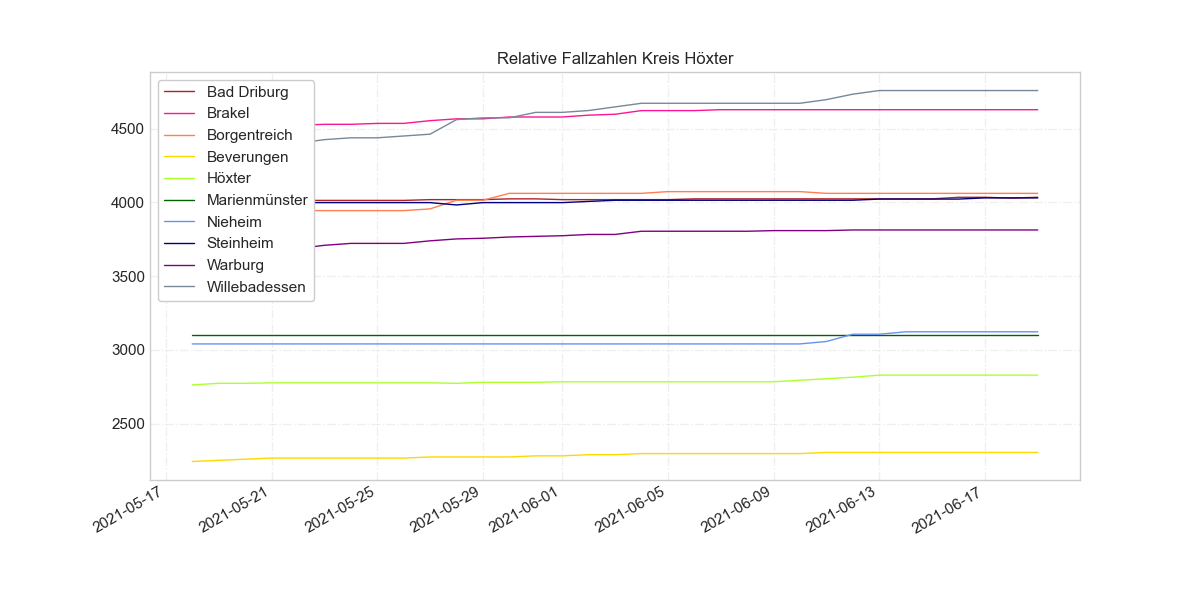 Relative Fallzahlen Kreis Höxter
Bad Driburg
Brakel
Borgentreich
Beverungen
Höxter
Marienmünster
Nieheim
Steinheim
Warburg
Willebadessen
4500
4000
3500
3000
2500
2021-05-17
2021-05-21
2021-05-25
2021-05-29
2021-06-01
2021-06-05
2021-06-09
2021-06-13
2021-06-17